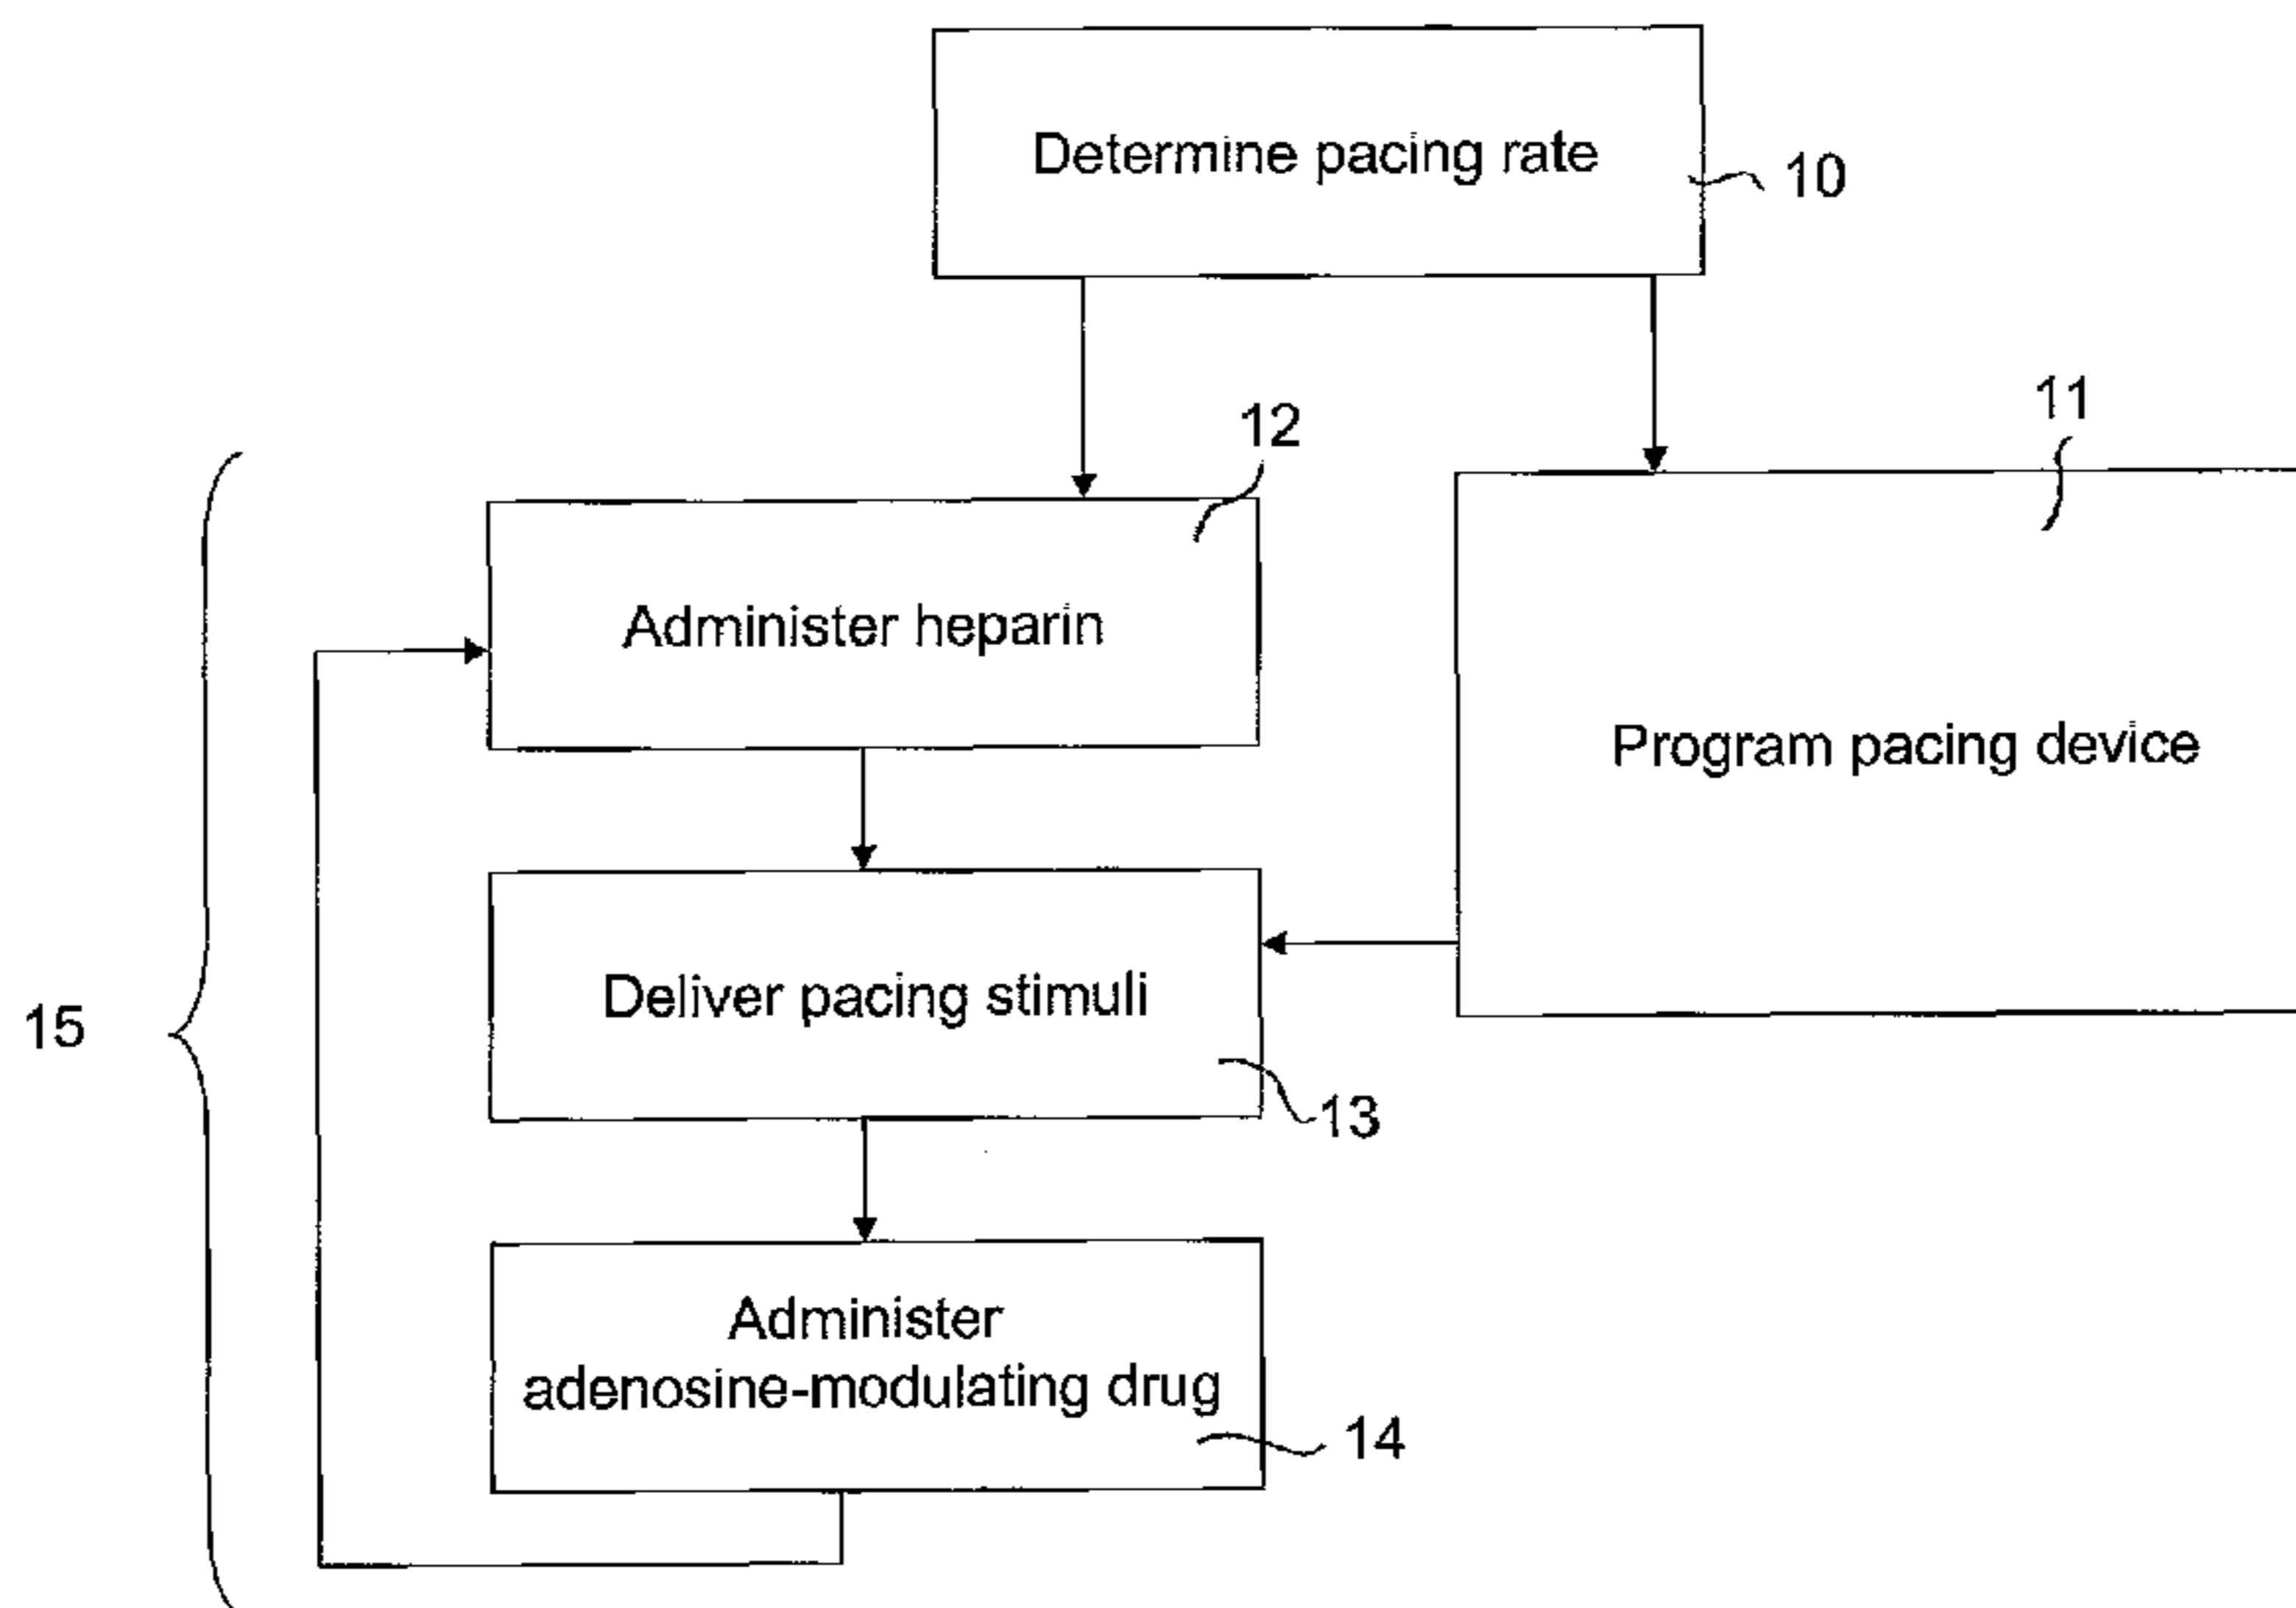 Determine pacing rate
10
11
12
Administer heparin
Program pacing device
Deliver pacing stimuli
15
13
Administer
adenosine-modulating drug
14